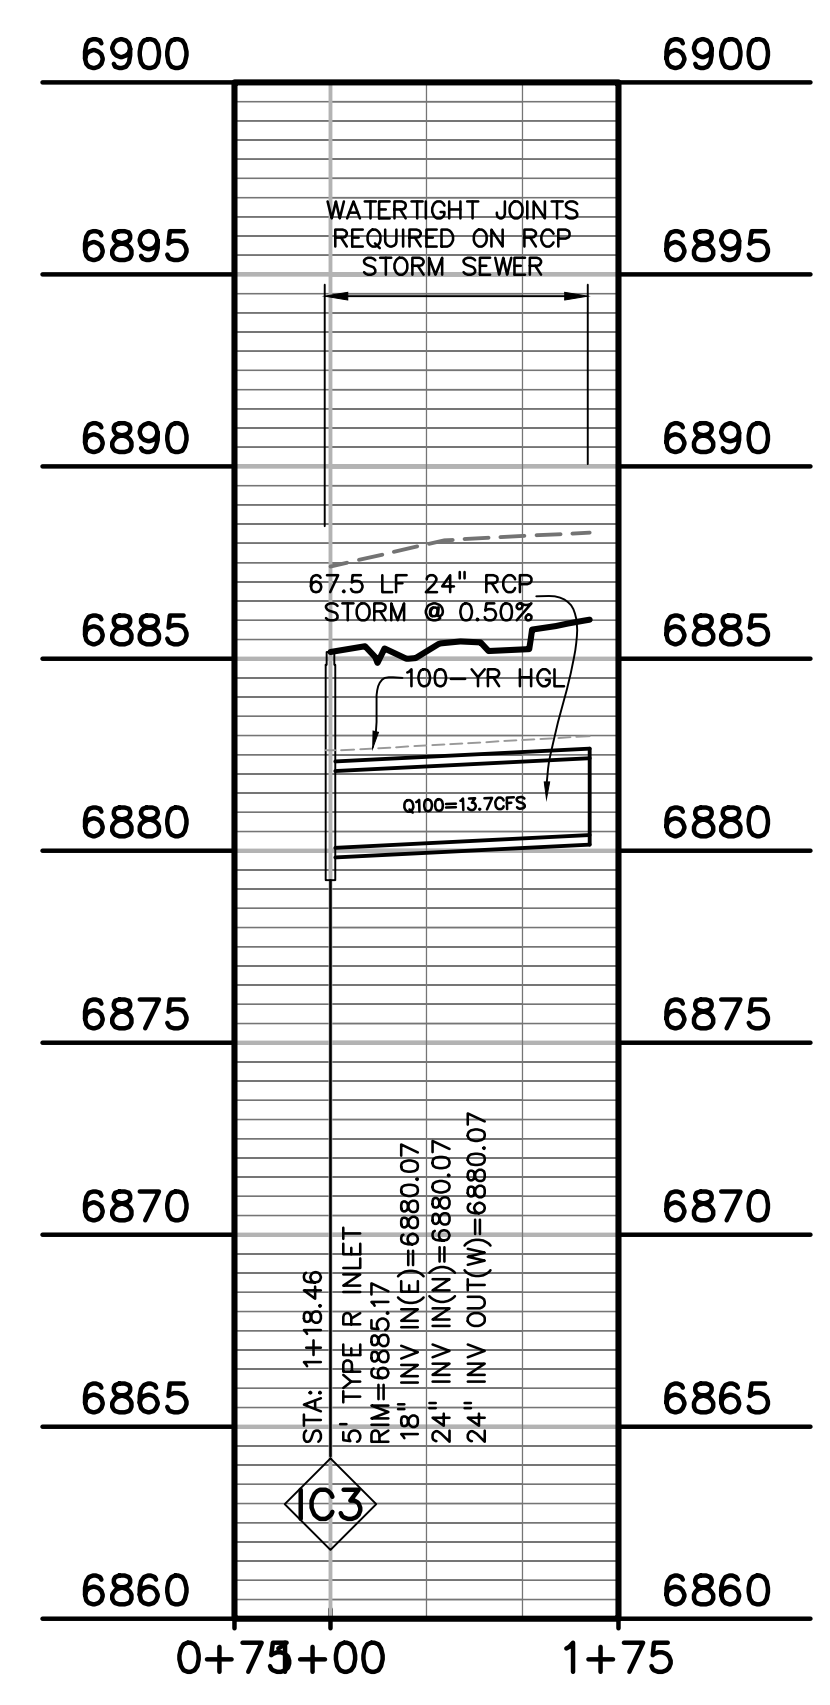 6900 6900
WATERTIGHT JOINTS
REQUIRED ON RCP
STORM SEWER
6895 6895
6890 6890
67.5 LF 24" RCP
STORM @ 0.50%
6885 6885
100-YR HGL
Q100=13.7CFS
6880 6880
6875 6875
6870 6870
STA: 1+18.46
5' TYPE R INLET
RIM=6885.17
18" INV IN(E)=6880.07
24" INV IN(N)=6880.07
24" INV OUT(W)=6880.07
6865 6865
IC3
6860 6860
0+75 1+00 1+75